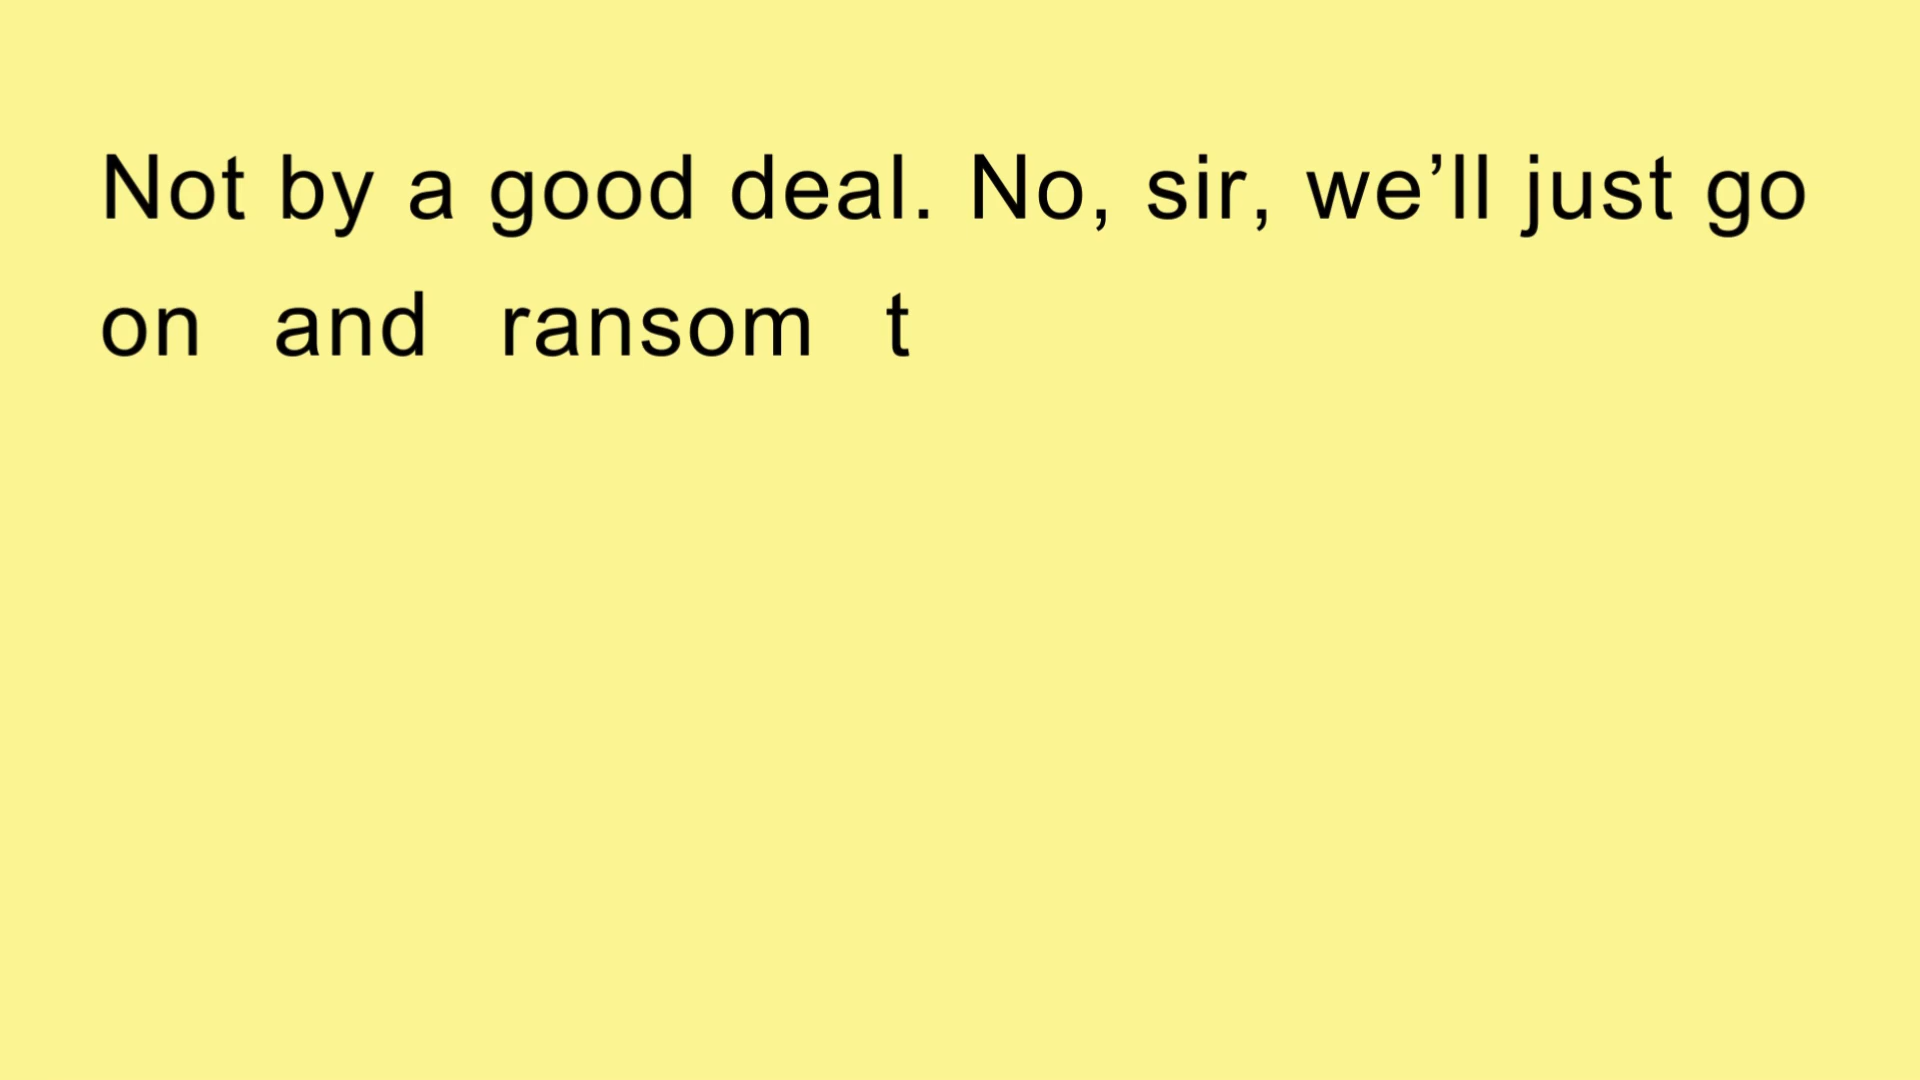 Not by a good deal. No, sir, we’ll just go
on and ransom t